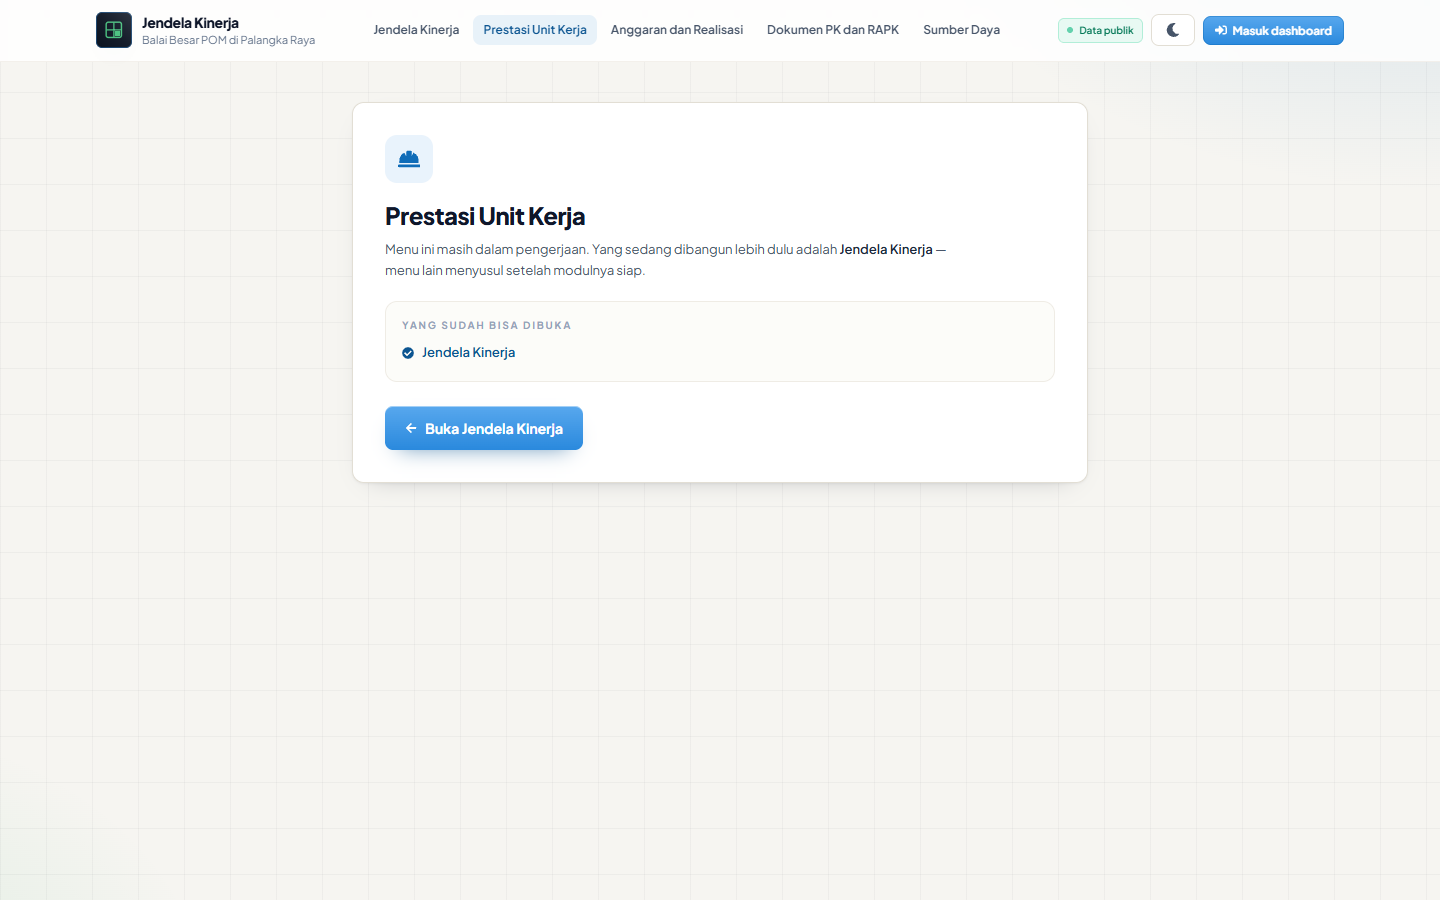 Jendela Kinerja
Balai Besar POM di Palangka Raya
Jendela Kinerja
Prestasi Unit Kerja
Anggaran dan Realisasi
Dokumen PK dan RAPK
Sumber Daya
Data publik
Masuk dashboard
Prestasi Unit Kerja
Menu ini masih dalam pengerjaan. Yang sedang dibangun lebih dulu adalah Jendela Kinerja —
menu lain menyusul setelah modulnya siap.
YANG SUDAH BISA DIBUKA
Jendela Kinerja
Buka Jendela Kinerja